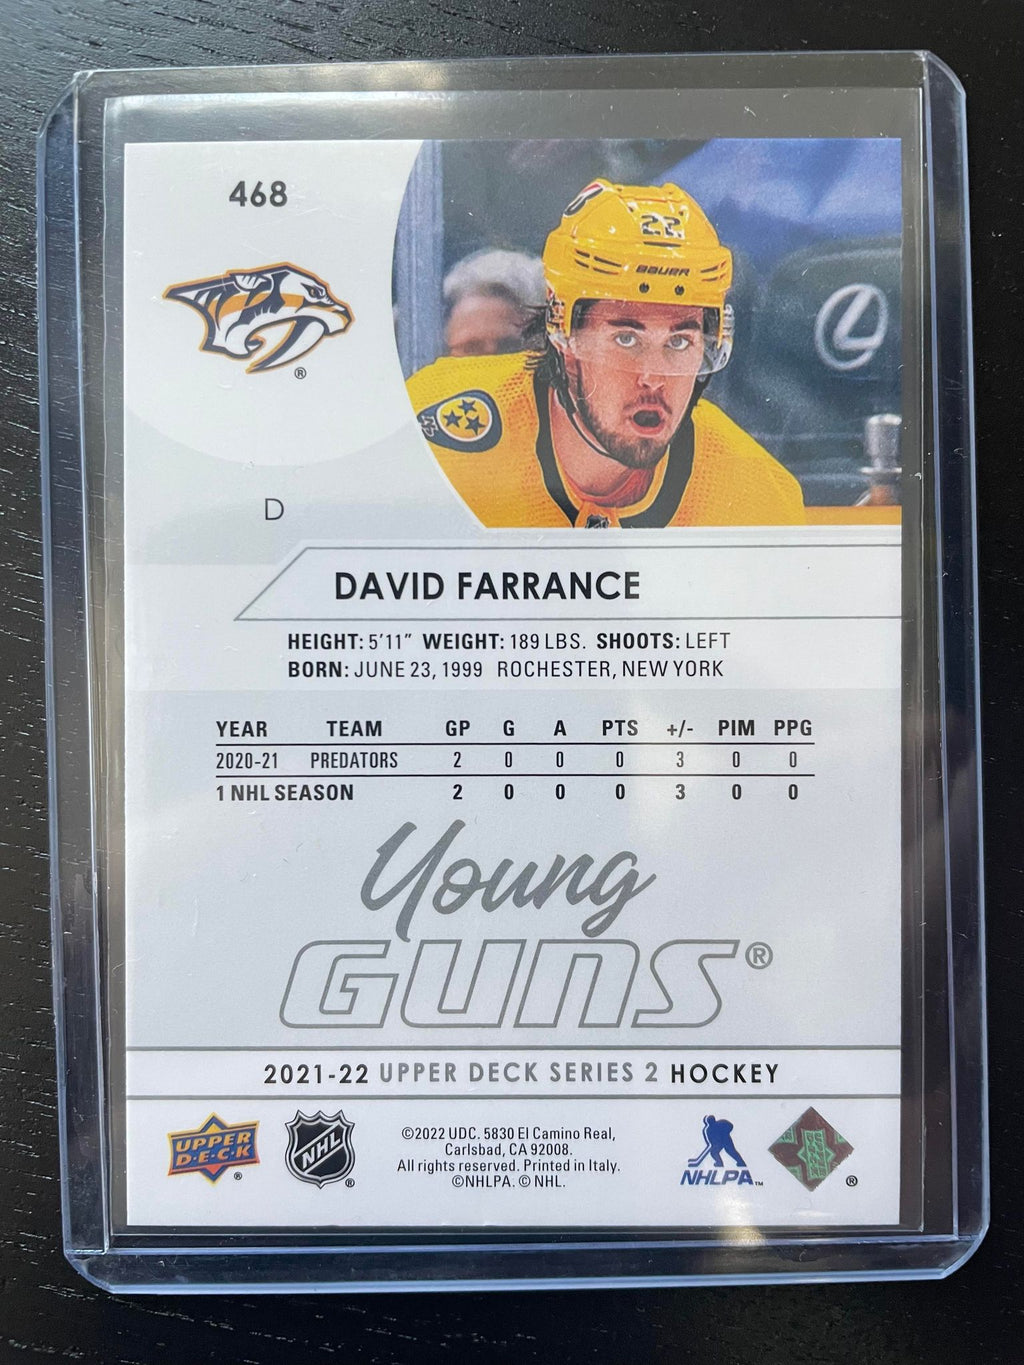 468
22
BAUER
®
D
DAVID FARRANCE
HEIGHT: 5'11" WEIGHT: 189 LBS. SHOOTS: LEFT
BORN: JUNE 23, 1999 ROCHESTER, NEW YORK
YEAR TEAM GP G A PTS +/- PIM PPG
2020-21 PREDATORS 2 0 0 0 3 0 0
1 NHL SEASON 2 0 0 0 3 0 0
Young
GUNS®
2021-22 UPPER DECK SERIES 2 HOCKEY
UPPER
D•E•C•K
®
NHL
®
©2022 UDC. 5830 El Camino Real,
Carlsbad, CA 92008.
All rights reserved. Printed in Italy.
©NHLPA. © NHL.
NHLPA™
®